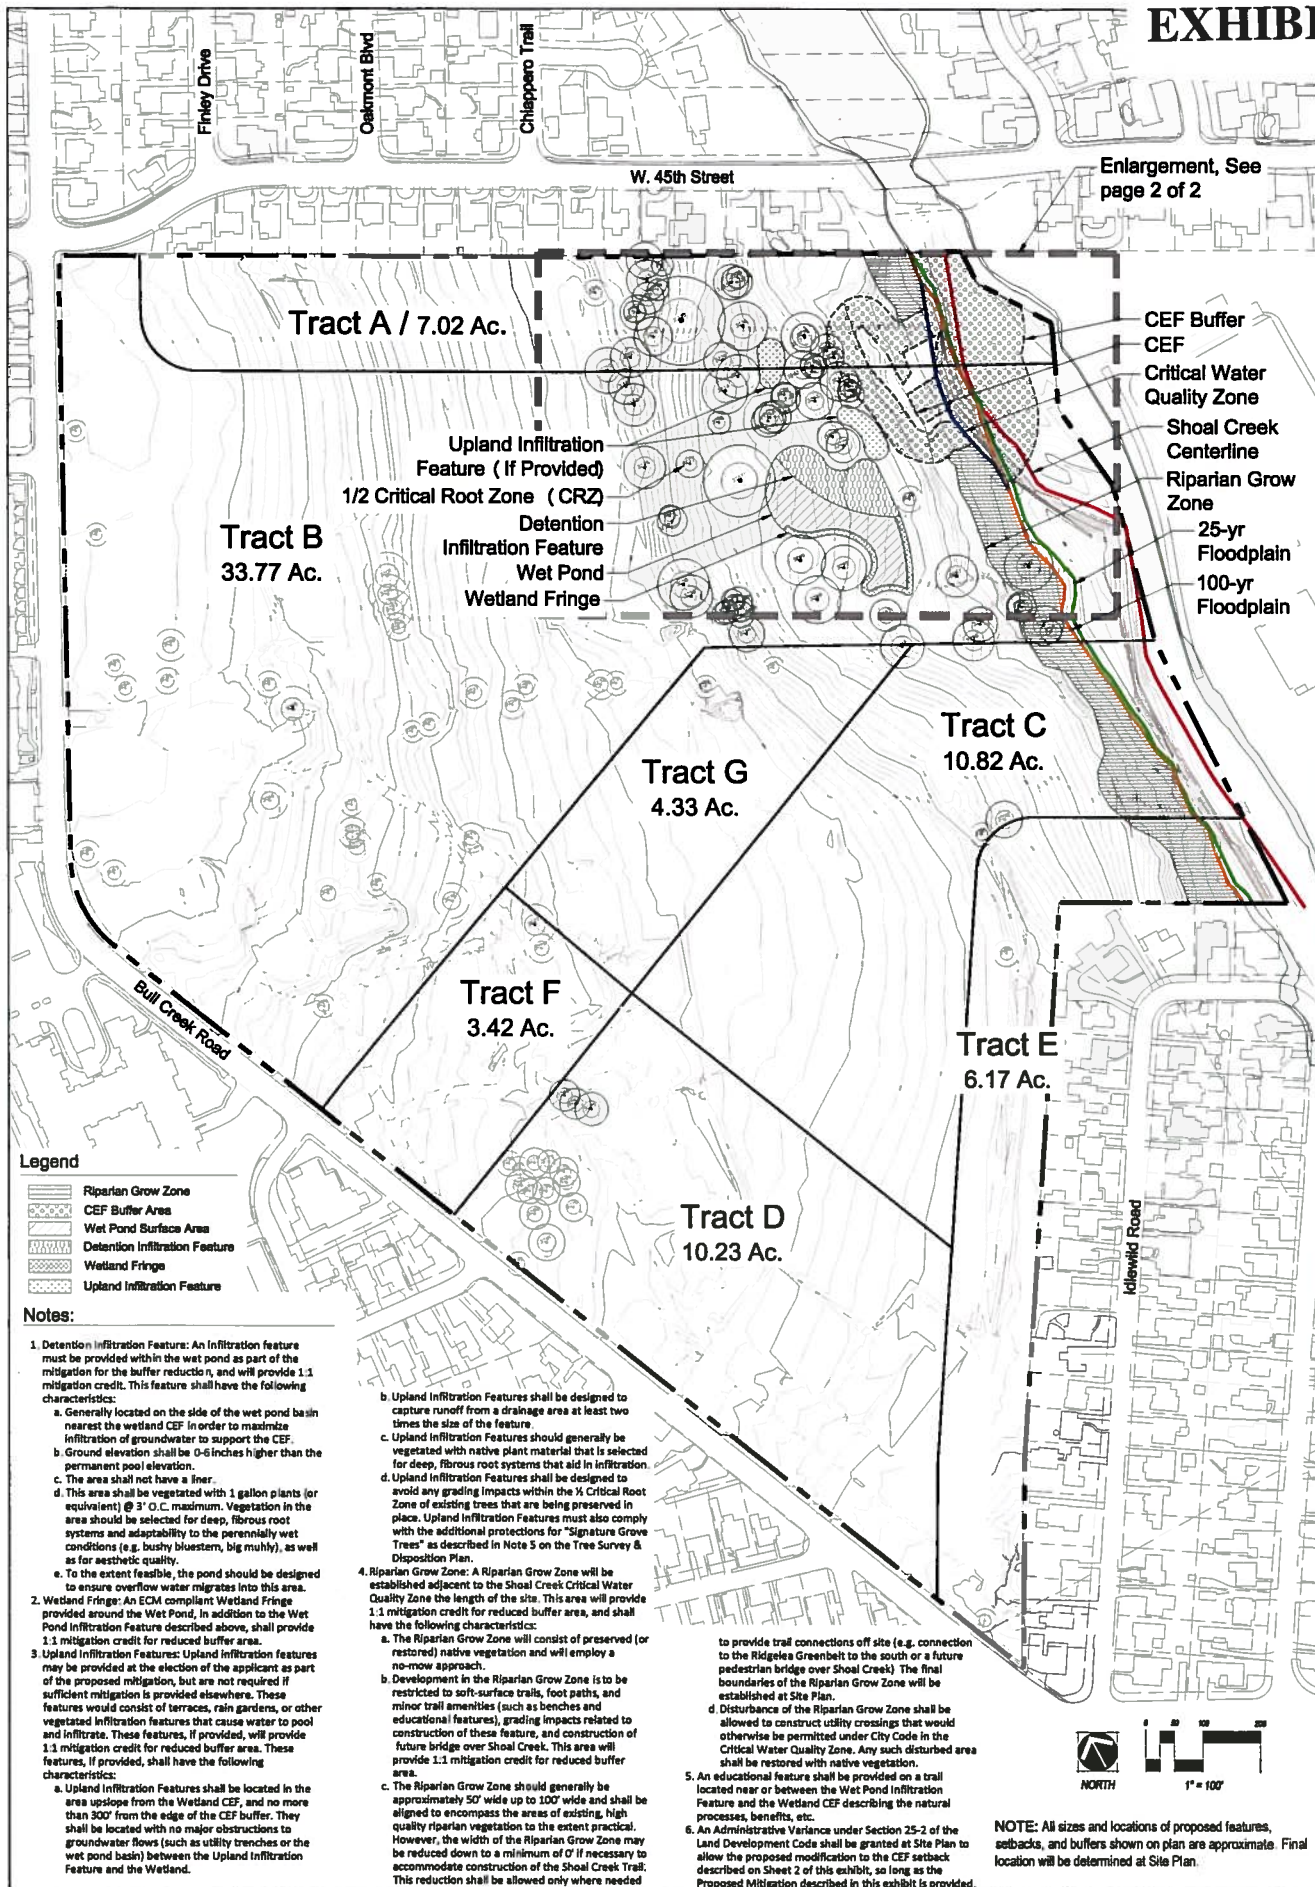 EXHIBI
Finley Drive
Oakmont Blvd
Chiappero Trail
W. 45th Street
Enlargement, See
page 2 of 2
Tract A / 7.02 Ac.
CEF Buffer
CEF
Critical Water
Quality Zone
Shoal Creek
Centerline
Riparian Grow
Zone
25-yr
Floodplain
100-yr
Floodplain
Upland Infiltration
Feature ( If Provided)
1/2 Critical Root Zone ( CRZ)
Detention
Infiltration Feature
Wet Pond
Wetland Fringe
Tract B
33.77 Ac.
Tract C
10.82 Ac.
Tract G
4.33 Ac.
Tract F
3.42 Ac.
Tract E
6.17 Ac.
Tract D
10.23 Ac.
Bull Creek Road
Idlewild Road
Legend
Riparian Grow Zone
CEF Buffer Area
Wet Pond Surface Area
Detention Infiltration Feature
Wetland Fringe
Upland Infiltration Feature
Notes:
1. Detention Infiltration Feature: An infiltration feature
must be provided within the wet pond as part of the
mitigation for the buffer reduction, and will provide 1:1
mitigation credit. This feature shall have the following
characteristics:
a. Generally located on the side of the wet pond basin
nearest the wetland CEF in order to maximize
infiltration of groundwater to support the CEF.
b. Ground elevation shall be 0-6 inches higher than the
permanent pool elevation.
c. The area shall not have a liner.
d. This area shall be vegetated with 1 gallon plants (or
equivalent) @ 3' O.C. maximum. Vegetation in the
area should be selected for deep, fibrous root
systems and adaptability to the perennially wet
conditions (e.g. bushy bluestem, big muhly), as well
as for aesthetic quality.
e. To the extent feasible, the pond should be designed
to ensure overflow water migrates into this area.
2. Wetland Fringe: An ECM compliant Wetland Fringe
provided around the Wet Pond, in addition to the Wet
Pond Infiltration Feature described above, shall provide
1:1 mitigation credit for reduced buffer area.
3. Upland Infiltration Features: Upland infiltration features
may be provided at the election of the applicant as part
of the proposed mitigation, but are not required if
sufficient mitigation is provided elsewhere. These
features would consist of terraces, rain gardens, or other
vegetated infiltration features that cause water to pool
and infiltrate. These features, if provided, will provide
1:1 mitigation credit for reduced buffer area. These
features, if provided, shall have the following
characteristics:
a. Upland Infiltration Features shall be located in the
area upslope from the Wetland CEF, and no more
than 300' from the edge of the CEF buffer. They
shall be located with no major obstructions to
groundwater flows (such as utility trenches or the
wet pond basin) between the Upland Infiltration
Feature and the Wetland.
b. Upland Infiltration Features shall be designed to
capture runoff from a drainage area at least two
times the size of the feature.
c. Upland Infiltration Features should generally be
vegetated with native plant material that is selected
for deep, fibrous root systems that aid in infiltration.
d. Upland Infiltration Features shall be designed to
avoid any grading impacts within the ½ Critical Root
Zone of existing trees that are being preserved in
place. Upland Infiltration Features must also comply
with the additional protections for "Signature Grove
Trees" as described in Note 5 on the Tree Survey &
Disposition Plan.
4. Riparian Grow Zone: A Riparian Grow Zone will be
established adjacent to the Shoal Creek Critical Water
Quality Zone the length of the site. This area will provide
1:1 mitigation credit for reduced buffer area, and shall
have the following characteristics:
a. The Riparian Grow Zone will consist of preserved (or
restored) native vegetation and will employ a
no-mow approach.
b. Development in the Riparian Grow Zone is to be
restricted to soft-surface trails, foot paths, and
minor trail amenities (such as benches and
educational features), grading impacts related to
construction of these feature, and construction of
future bridge over Shoal Creek. This area will
provide 1:1 mitigation credit for reduced buffer
area.
c. The Riparian Grow Zone should generally be
approximately 50' wide up to 100' wide and shall be
aligned to encompass the areas of existing, high
quality riparian vegetation to the extent practical.
However, the width of the Riparian Grow Zone may
be reduced down to a minimum of 0' if necessary to
accommodate construction of the Shoal Creek Trail.
This reduction shall be allowed only where needed
to provide trail connections off site (e.g. connection
to the Ridgelea Greenbelt to the south or a future
pedestrian bridge over Shoal Creek) The final
boundaries of the Riparian Grow Zone will be
established at Site Plan.
d. Disturbance of the Riparian Grow Zone shall be
allowed to construct utility crossings that would
otherwise be permitted under City Code in the
Critical Water Quality Zone. Any such disturbed area
shall be restored with native vegetation.
5. An educational feature shall be provided on a trail
located near or between the Wet Pond Infiltration
Feature and the Wetland CEF describing the natural
processes, benefits, etc.
6. An Administrative Variance under Section 25-2 of the
Land Development Code shall be granted at Site Plan to
allow the proposed modification to the CEF setback
described on Sheet 2 of this exhibit, so long as the
Proposed Mitigation described in this exhibit is provided.
NORTH
0 50 100 200
1" = 100'
NOTE: All sizes and locations of proposed features,
setbacks, and buffers shown on plan are approximate. Final
location will be determined at Site Plan.